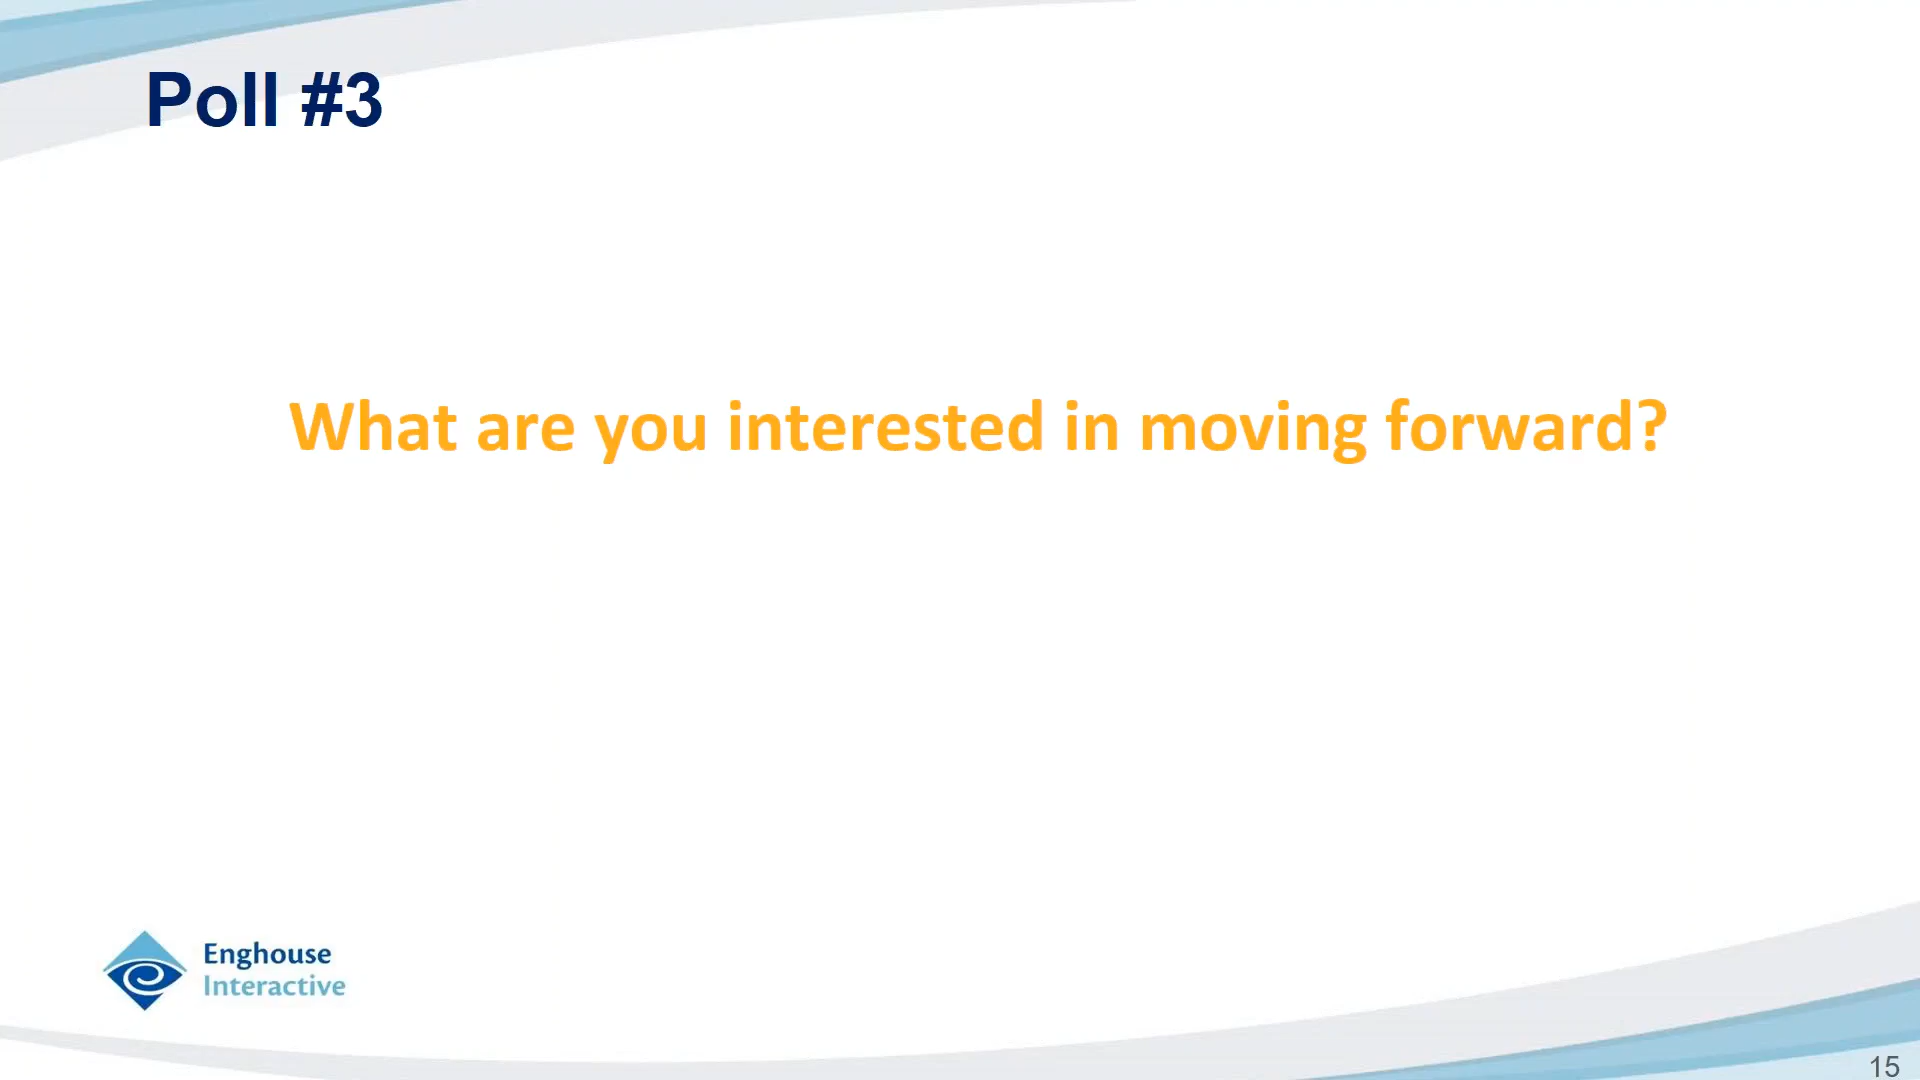 Poll #3
What are you interested in moving forward?
Enghouse
Interactive
15